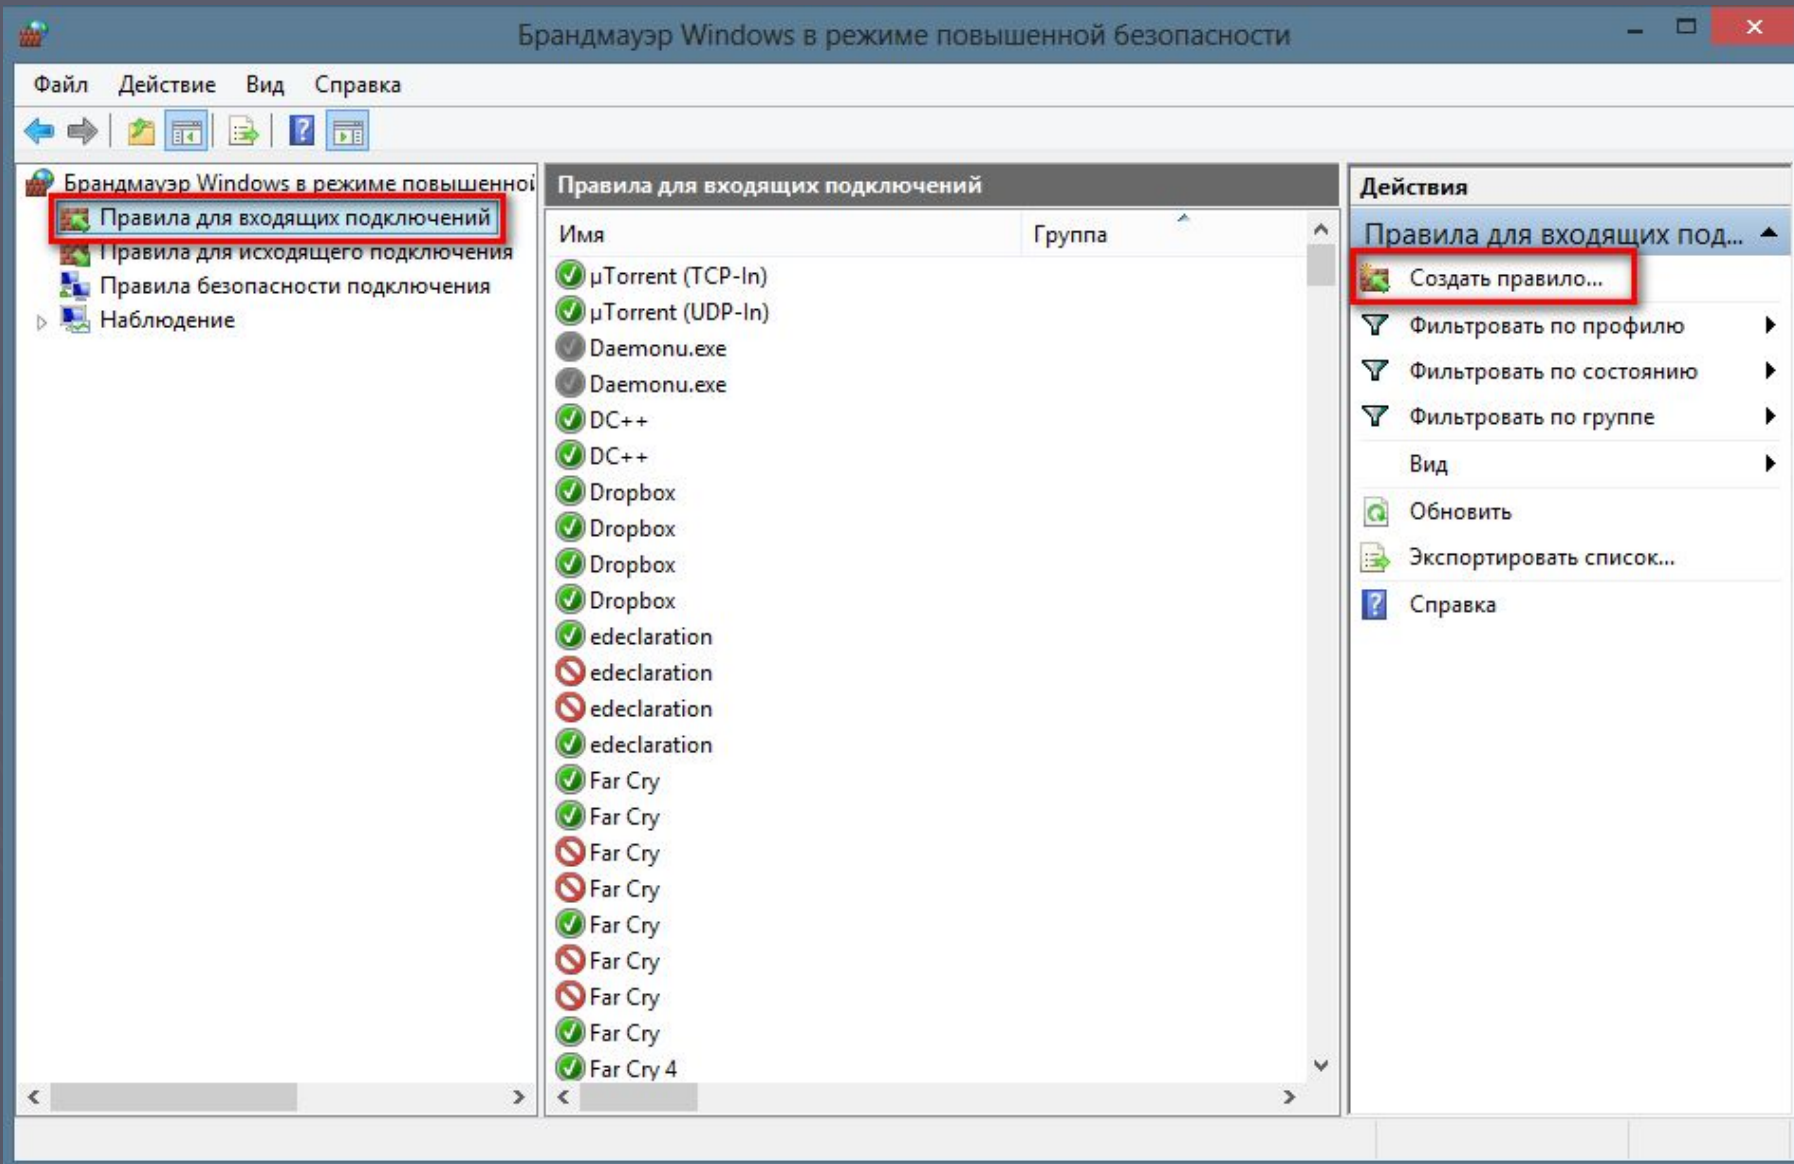 Брандмауэр Windows в режиме повышенной безопасности
Файл Действие Вид Справка
Брандмауэр Windows в режиме повышенной
Правила для входящих подключений
Правила для исходящего подключения
Правила безопасности подключения
Наблюдение
Правила для входящих подключений
Имя Группа
µTorrent (TCP-In)
µTorrent (UDP-In)
Daemonu.exe
Daemonu.exe
DC++
DC++
Dropbox
Dropbox
Dropbox
Dropbox
edeclaration
edeclaration
edeclaration
edeclaration
Far Cry
Far Cry
Far Cry
Far Cry
Far Cry
Far Cry
Far Cry
Far Cry
Far Cry 4
Действия
Правила для входящих под...
Создать правило...
Фильтровать по профилю
Фильтровать по состоянию
Фильтровать по группе
Вид
Обновить
Экспортировать список...
Справка